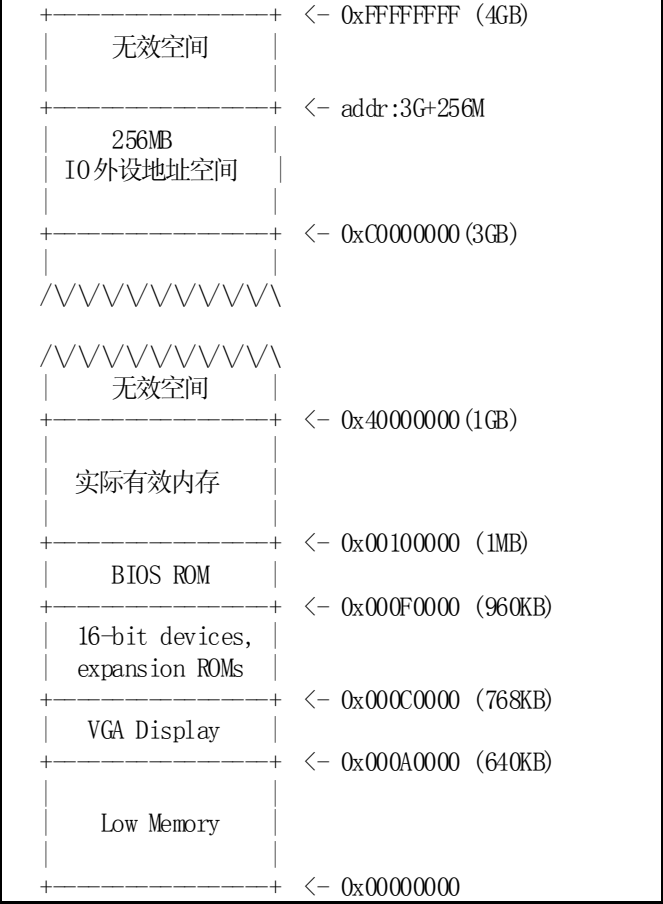 +------------------+ <- 0xFFFFFFFF (4GB)
| 无效空间 |
| |
+------------------+ <- addr:3G+256M
| 256MB |
| IO外设地址空间 |
| |
+------------------+ <- 0xC0000000(3GB)
| |
/\/\/\/\/\/\/\/\/\/\
/\/\/\/\/\/\/\/\/\/\
| 无效空间 |
+------------------+ <- 0x40000000(1GB)
| |
| 实际有效内存 |
| |
+------------------+ <- 0x00100000 (1MB)
| BIOS ROM |
+------------------+ <- 0x000F0000 (960KB)
| 16-bit devices, |
| expansion ROMs |
+------------------+ <- 0x000C0000 (768KB)
| VGA Display |
+------------------+ <- 0x000A0000 (640KB)
| |
| Low Memory |
| |
+------------------+ <- 0x00000000